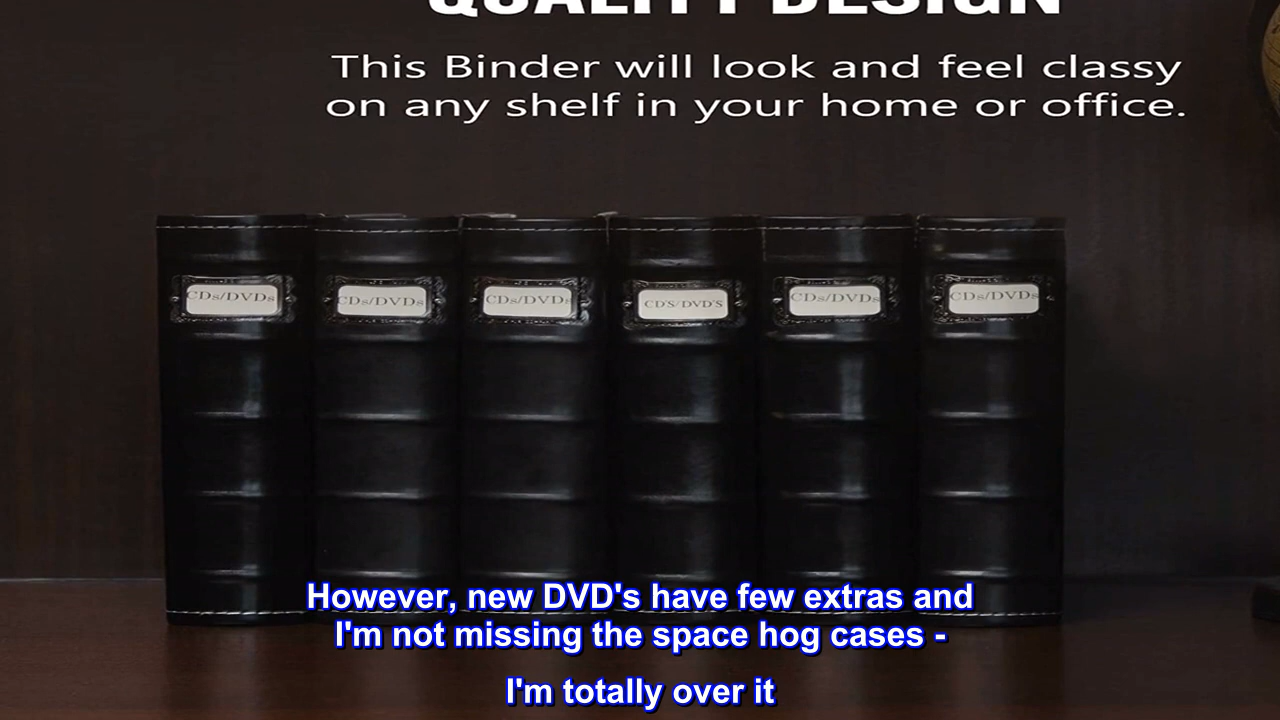 QUALITY DESIGN
This Binder will look and feel classy
on any shelf in your home or office.
CDs/DVDs
CDs/DVDs
CDs/DVDs
CD'S/DVD'S
CDs/DVDs
CDs/DVDs
However, new DVD's have few extras and
I'm not missing the space hog cases -
I'm totally over it